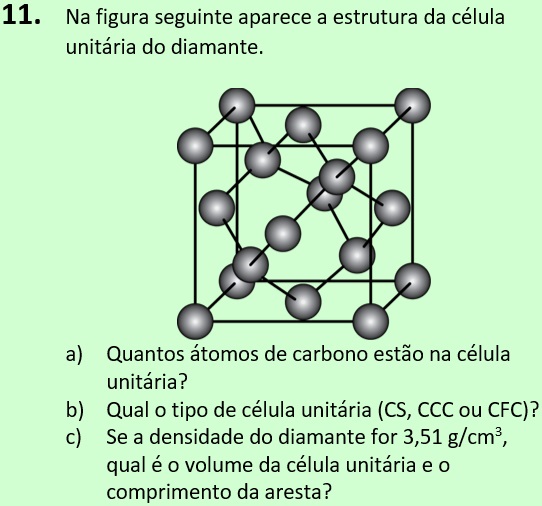 11. Na figura seguinte aparece a estrutura da célula
unitária do diamante.
a) Quantos átomos de carbono estão na célula
unitária?
b) Qual o tipo de célula unitária (CS, CCC ou CFC)?
c) Se a densidade do diamante for 3,51 g/cm³,
qual é o volume da célula unitária e o
comprimento da aresta?